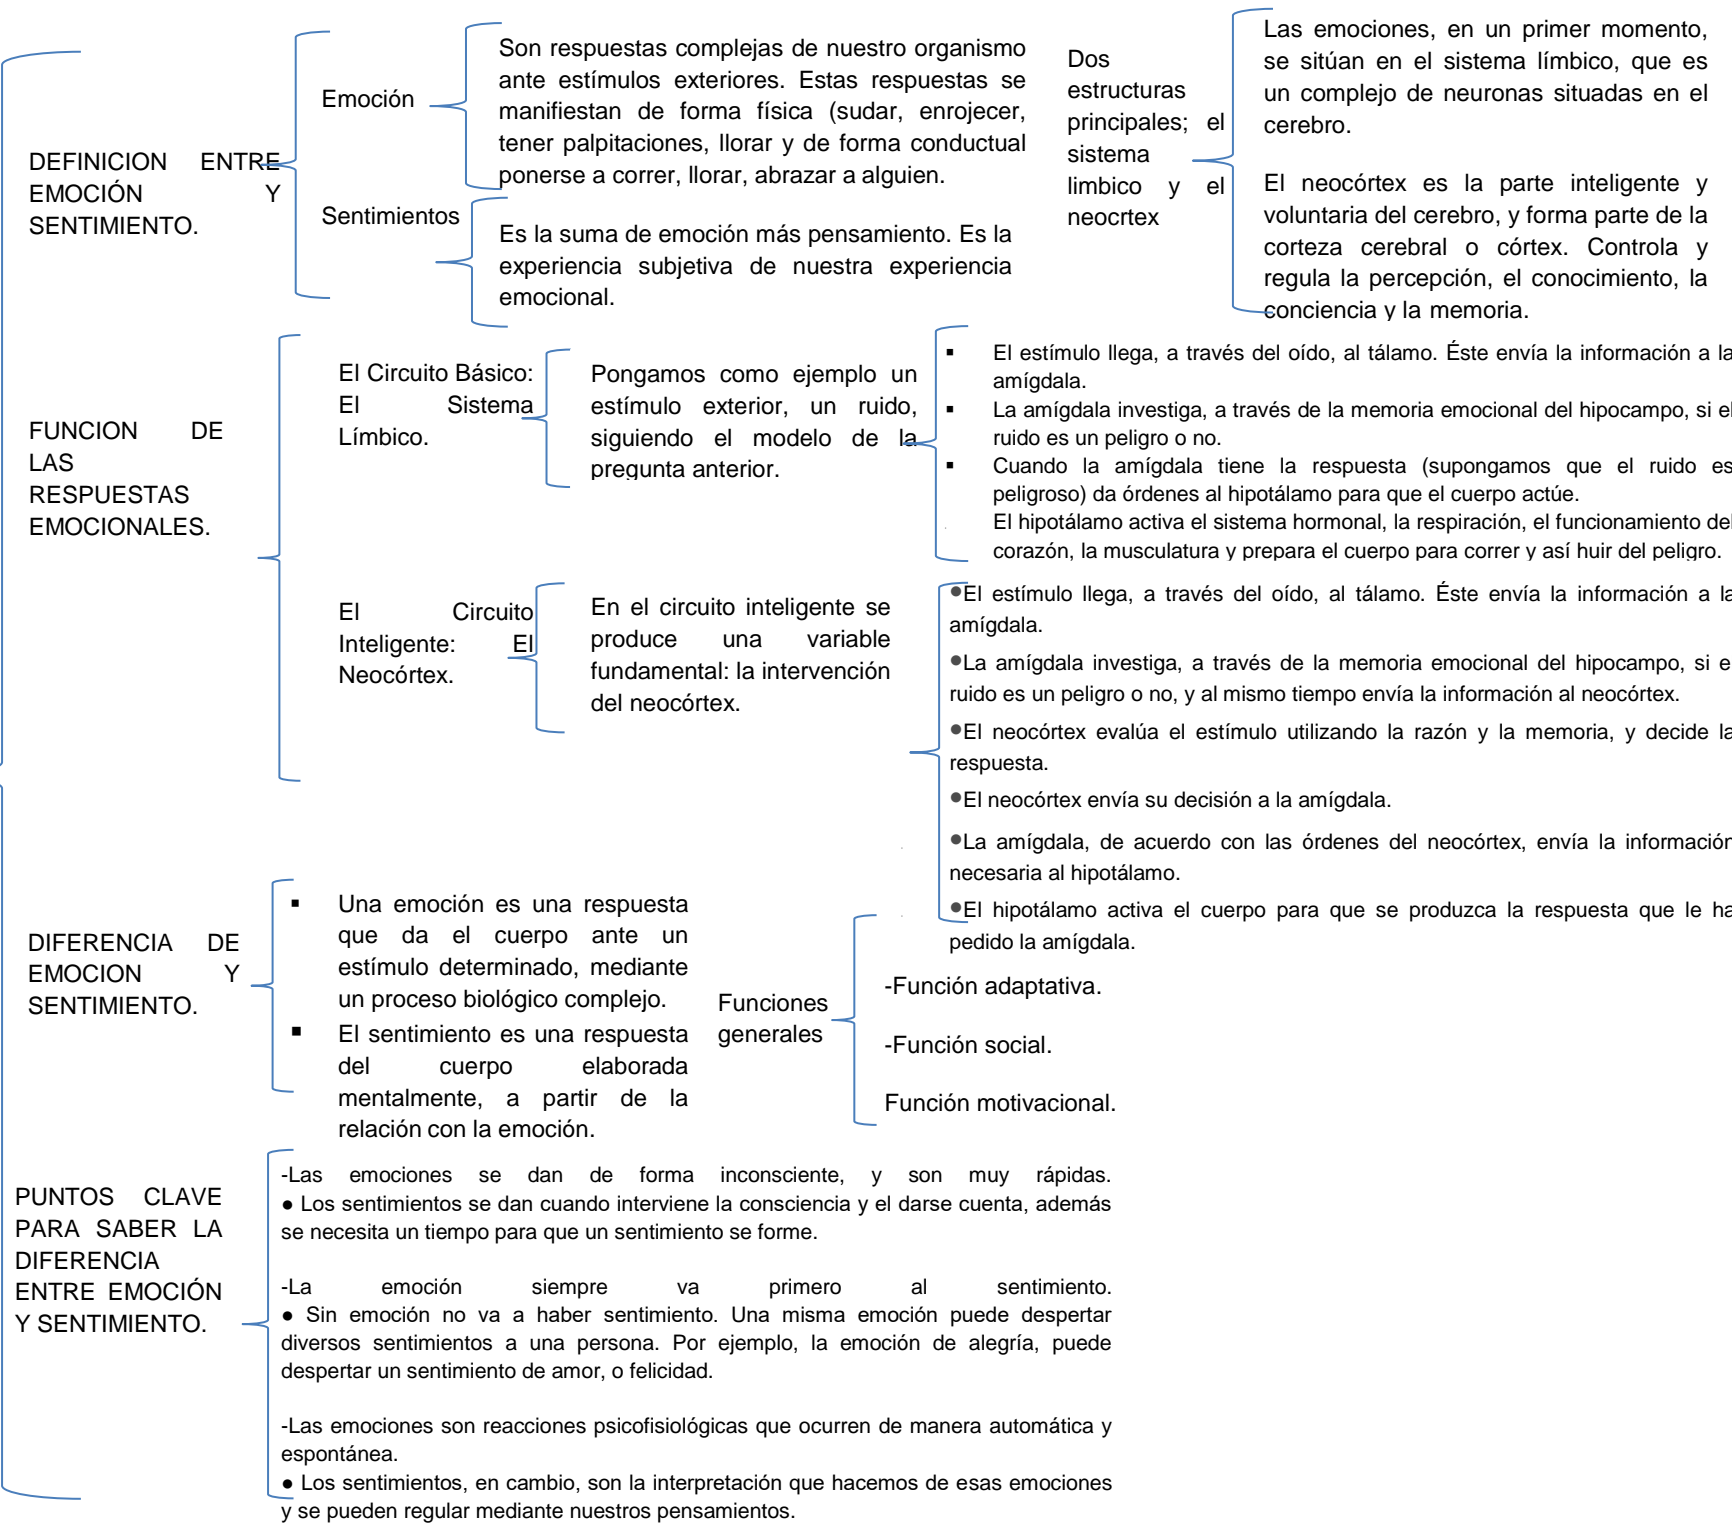 DEFINICION ENTRE
EMOCIÓN Y
SENTIMIENTO.
Emoción
Son respuestas complejas de nuestro organismo
ante estímulos exteriores. Estas respuestas se
manifiestan de forma física (sudar, enrojecer,
tener palpitaciones, llorar y de forma conductual
ponerse a correr, llorar, abrazar a alguien.
Sentimientos
Es la suma de emoción más pensamiento. Es la
experiencia subjetiva de nuestra experiencia
emocional.
Dos
estructuras
principales; el
sistema
limbico y el
neocrtex
Las emociones, en un primer momento,
se sitúan en el sistema límbico, que es
un complejo de neuronas situadas en el
cerebro.
El neocórtex es la parte inteligente y
voluntaria del cerebro, y forma parte de la
corteza cerebral o córtex. Controla y
regula la percepción, el conocimiento, la
conciencia y la memoria.
FUNCION DE
LAS
RESPUESTAS
EMOCIONALES.
El Circuito Básico:
El Sistema
Límbico.
Pongamos como ejemplo un
estímulo exterior, un ruido,
siguiendo el modelo de la
pregunta anterior.
▪ El estímulo llega, a través del oído, al tálamo. Éste envía la información a la
amígdala.
▪ La amígdala investiga, a través de la memoria emocional del hipocampo, si el
ruido es un peligro o no.
▪ Cuando la amígdala tiene la respuesta (supongamos que el ruido es
peligroso) da órdenes al hipotálamo para que el cuerpo actúe.
El hipotálamo activa el sistema hormonal, la respiración, el funcionamiento del
corazón, la musculatura y prepara el cuerpo para correr y así huir del peligro.
El Circuito
Inteligente: El
Neocórtex.
En el circuito inteligente se
produce una variable
fundamental: la intervención
del neocórtex.
●El estímulo llega, a través del oído, al tálamo. Éste envía la información a la
amígdala.
●La amígdala investiga, a través de la memoria emocional del hipocampo, si el
ruido es un peligro o no, y al mismo tiempo envía la información al neocórtex.
●El neocórtex evalúa el estímulo utilizando la razón y la memoria, y decide la
respuesta.
●El neocórtex envía su decisión a la amígdala.
●La amígdala, de acuerdo con las órdenes del neocórtex, envía la información
necesaria al hipotálamo.
●El hipotálamo activa el cuerpo para que se produzca la respuesta que le ha
pedido la amígdala.
DIFERENCIA DE
EMOCION Y
SENTIMIENTO.
▪ Una emoción es una respuesta
que da el cuerpo ante un
estímulo determinado, mediante
un proceso biológico complejo.
▪ El sentimiento es una respuesta
del cuerpo elaborada
mentalmente, a partir de la
relación con la emoción.
Funciones
generales
-Función adaptativa.
-Función social.
Función motivacional.
PUNTOS CLAVE
PARA SABER LA
DIFERENCIA
ENTRE EMOCIÓN
Y SENTIMIENTO.
-Las emociones se dan de forma inconsciente, y son muy rápidas.
● Los sentimientos se dan cuando interviene la consciencia y el darse cuenta, además
se necesita un tiempo para que un sentimiento se forme.
-La emoción siempre va primero al sentimiento.
● Sin emoción no va a haber sentimiento. Una misma emoción puede despertar
diversos sentimientos a una persona. Por ejemplo, la emoción de alegría, puede
despertar un sentimiento de amor, o felicidad.
-Las emociones son reacciones psicofisiológicas que ocurren de manera automática y
espontánea.
● Los sentimientos, en cambio, son la interpretación que hacemos de esas emociones
y se pueden regular mediante nuestros pensamientos.